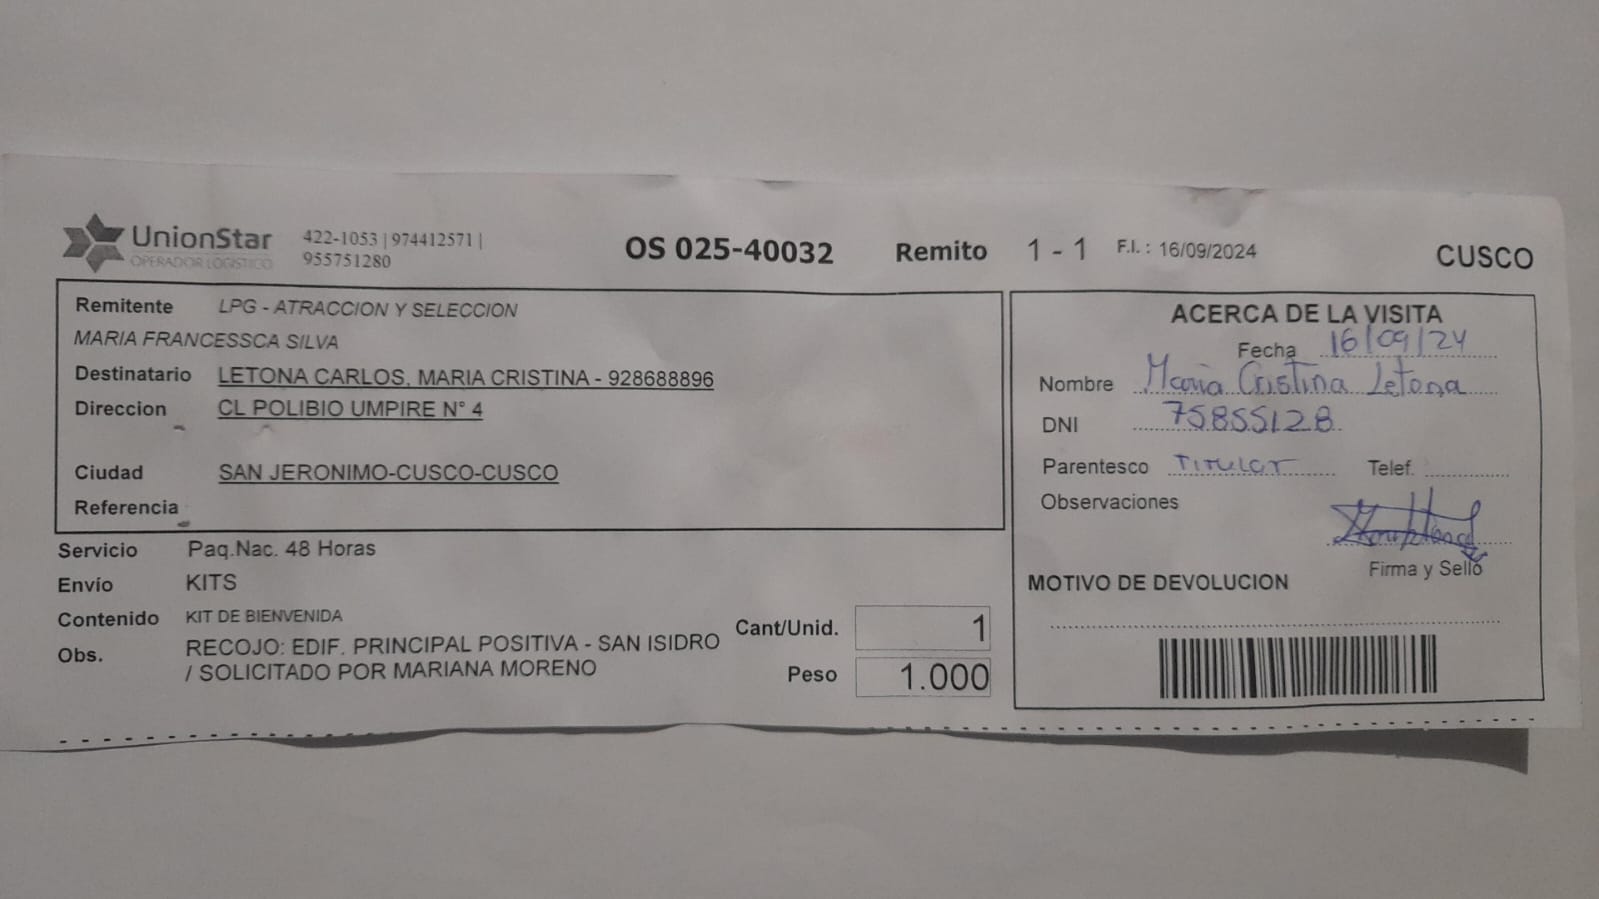 UnionStar
OPERADOR LOGISTICO
422-1053 | 974412571 |
955751280
OS 025-40032
Remito 1 - 1
F.I. : 16/09/2024
CUSCO
Remitente LPG - ATRACCION Y SELECCION
MARIA FRANCESSCA SILVA
Destinatario LETONA CARLOS, MARIA CRISTINA - 928688896
Direccion CL POLIBIO UMPIRE N° 4
Ciudad SAN JERONIMO-CUSCO-CUSCO
Referencia
Servicio Paq.Nac. 48 Horas
Envío KITS
Contenido KIT DE BIENVENIDA
Obs. RECOJO: EDIF. PRINCIPAL POSITIVA - SAN ISIDRO
/ SOLICITADO POR MARIANA MORENO
Cant/Unid. 1
Peso 1.000
ACERCA DE LA VISITA
Fecha 16/09/24
Nombre Maria Cristina Letona
DNI 75855128
Parentesco Titular Telef.
Observaciones
Firma y Sello
MOTIVO DE DEVOLUCION